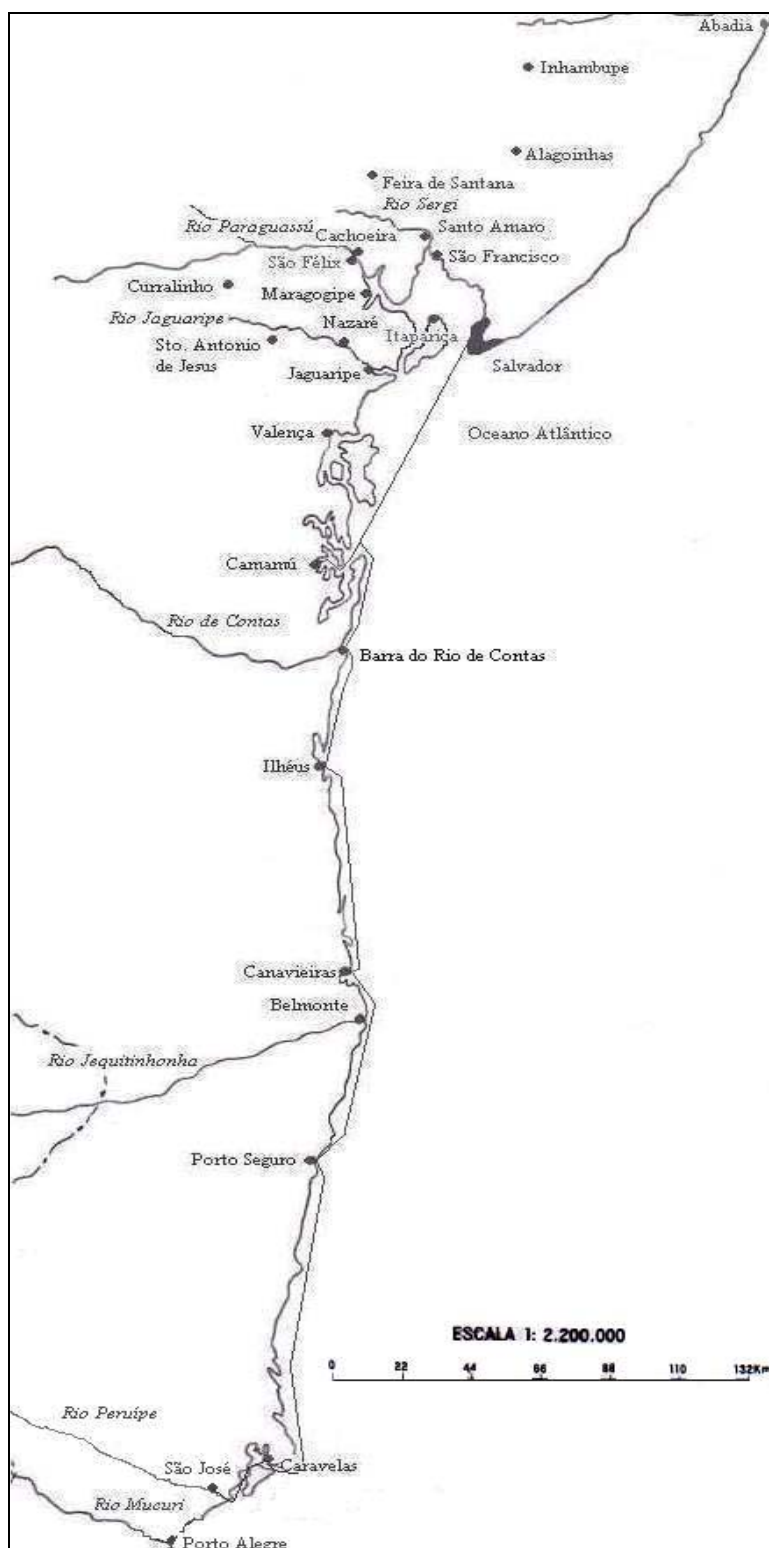 Abadia
Inhambupe
Alagoinhas
Feira de Santana
Rio Sergi
Rio Paraguassú
Santo Amaro
Cachoeira
São Francisco
São Félix
Curralinho
Maragogipe
Rio Jaguaripe
Nazaré
Itapariça
Sto. Antonio
de Jesus
Salvador
Jaguaripe
Valença
Oceano Atlântico
Camamú
Rio de Contas
Barra do Rio de Contas
Ilhéus
Canavieiras
Belmonte
Rio Jequitinhonha
Porto Seguro
ESCALA 1: 2.200.000
0 22 44 66 88 110 132Km
Rio Peruípe
São José
Caravelas
Rio Mucuri
Porto Alegre